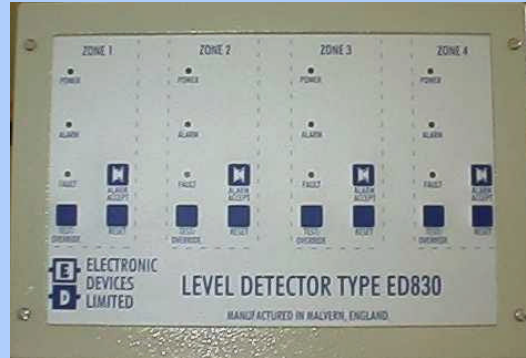 ZONE 1 ZONE 2 ZONE 3 ZONE 4
POWER POWER POWER POWER
ALARM ALARM ALARM ALARM
FAULT FAULT FAULT FAULT
ALARM ACCEPT ALARM ACCEPT ALARM ACCEPT ALARM ACCEPT
TEST/ OVERRIDE RESET TEST/ OVERRIDE RESET TEST/ OVERRIDE RESET TEST/ OVERRIDE RESET
E D
ELECTRONIC
DEVICES
LIMITED
LEVEL DETECTOR TYPE ED830
MANUFACTURED IN MALVERN, ENGLAND